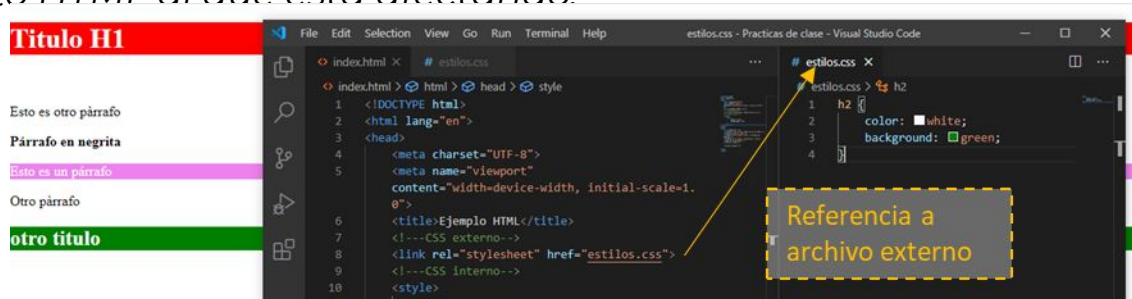 Titulo H1
Esto es otro pàrrafo
Párrafo en negrita
Esto es un párrafo
Otro pàrrafo
otro titulo
File Edit Selection View Go Run Terminal Help
estilos.css - Practicas de clase - Visual Studio Code
index.html
# estilos.css
index.html > html > head > style
1 <!DOCTYPE html>
2 <html lang="en">
3 <head>
4 <meta charset="UTF-8">
5 <meta name="viewport"
content="width=device-width, initial-scale=1.
0">
6 <title>Ejemplo HTML</title>
7 <!---CSS externo-->
8 <link rel="stylesheet" href="estilos.css">
9 <!---CSS interno-->
10 <style>
# estilos.css
# estilos.css > h2
1 h2 {
2 color: white;
3 background: green;
4 }
Referencia a
archivo externo